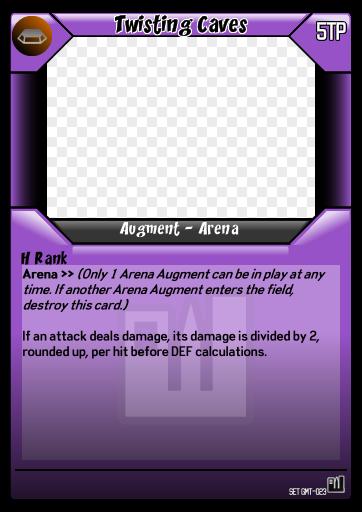 Twisting Caves
5TP
Augment - Arena
H Rank
Arena >> (Only 1 Arena Augment can be in play at any
time. If another Arena Augment enters the field,
destroy this card.)
If an attack deals damage, its damage is divided by 2,
rounded up, per hit before DEF calculations.
SET GMT-023